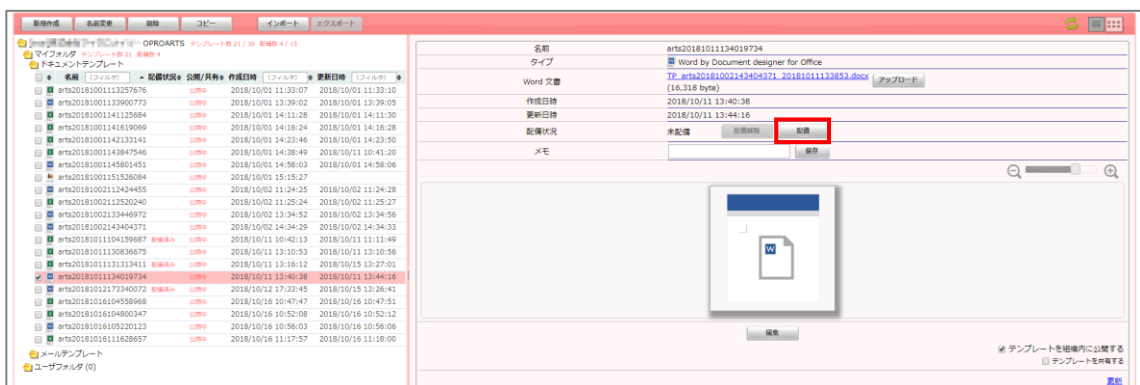 新規作成 名前変更 削除 コピー インポート エクスポート
OPROARTS テンプレート数 21 / 30 配備数 4 / 15
マイフォルダ テンプレート数 21 配備数 4
ドキュメントテンプレート
名前 (フィルタ) 配備状況 公開/共有 作成日時 (フィルタ) 更新日時 (フィルタ)
arts20181001113257676 公開中 2018/10/01 11:33:07 2018/10/01 11:33:10
arts20181001133900773 公開中 2018/10/01 13:39:02 2018/10/01 13:39:05
arts20181001141125684 公開中 2018/10/01 14:11:28 2018/10/01 14:11:30
arts20181001141619069 公開中 2018/10/01 14:16:24 2018/10/01 14:16:28
arts20181001142133141 公開中 2018/10/01 14:23:46 2018/10/01 14:23:50
arts20181001143847546 公開中 2018/10/01 14:38:49 2018/10/11 10:41:20
arts20181001145801451 公開中 2018/10/01 14:58:03 2018/10/01 14:58:06
arts20181001151526084 公開中 2018/10/01 15:15:27
arts20181002112424455 公開中 2018/10/02 11:24:25 2018/10/02 11:24:28
arts20181002112520240 公開中 2018/10/02 11:25:24 2018/10/02 11:25:27
arts20181002133446972 公開中 2018/10/02 13:34:52 2018/10/02 13:34:56
arts20181002143404371 公開中 2018/10/02 14:34:29 2018/10/02 14:34:33
arts20181011104159687 配備済み 公開中 2018/10/11 10:42:13 2018/10/11 11:11:49
arts20181011130836675 公開中 2018/10/11 13:10:53 2018/10/11 13:10:56
arts20181011131313411 配備済み 公開中 2018/10/11 13:16:12 2018/10/15 13:27:01
arts20181011134019734 公開中 2018/10/11 13:40:38 2018/10/11 13:44:16
arts20181012173340072 配備済み 公開中 2018/10/12 17:33:45 2018/10/15 13:26:41
arts20181016104558968 公開中 2018/10/16 10:47:47 2018/10/16 10:47:51
arts20181016104800347 公開中 2018/10/16 10:52:08 2018/10/16 10:52:12
arts20181016105220123 公開中 2018/10/16 10:56:03 2018/10/16 10:56:06
arts20181016111628657 公開中 2018/10/16 11:17:57 2018/10/16 11:18:00
メールテンプレート
ユーザフォルダ (0)
名前 arts20181011134019734
タイプ Word by Document designer for Office
Word 文書 TP_arts20181002143404371_20181011133853.docx アップロード
(16,318 byte)
作成日時 2018/10/11 13:40:38
更新日時 2018/10/11 13:44:16
配備状況 未配備 配備解除 配備
メモ 保存
W
編集
テンプレートを組織内に公開する
テンプレートを共有する
更新